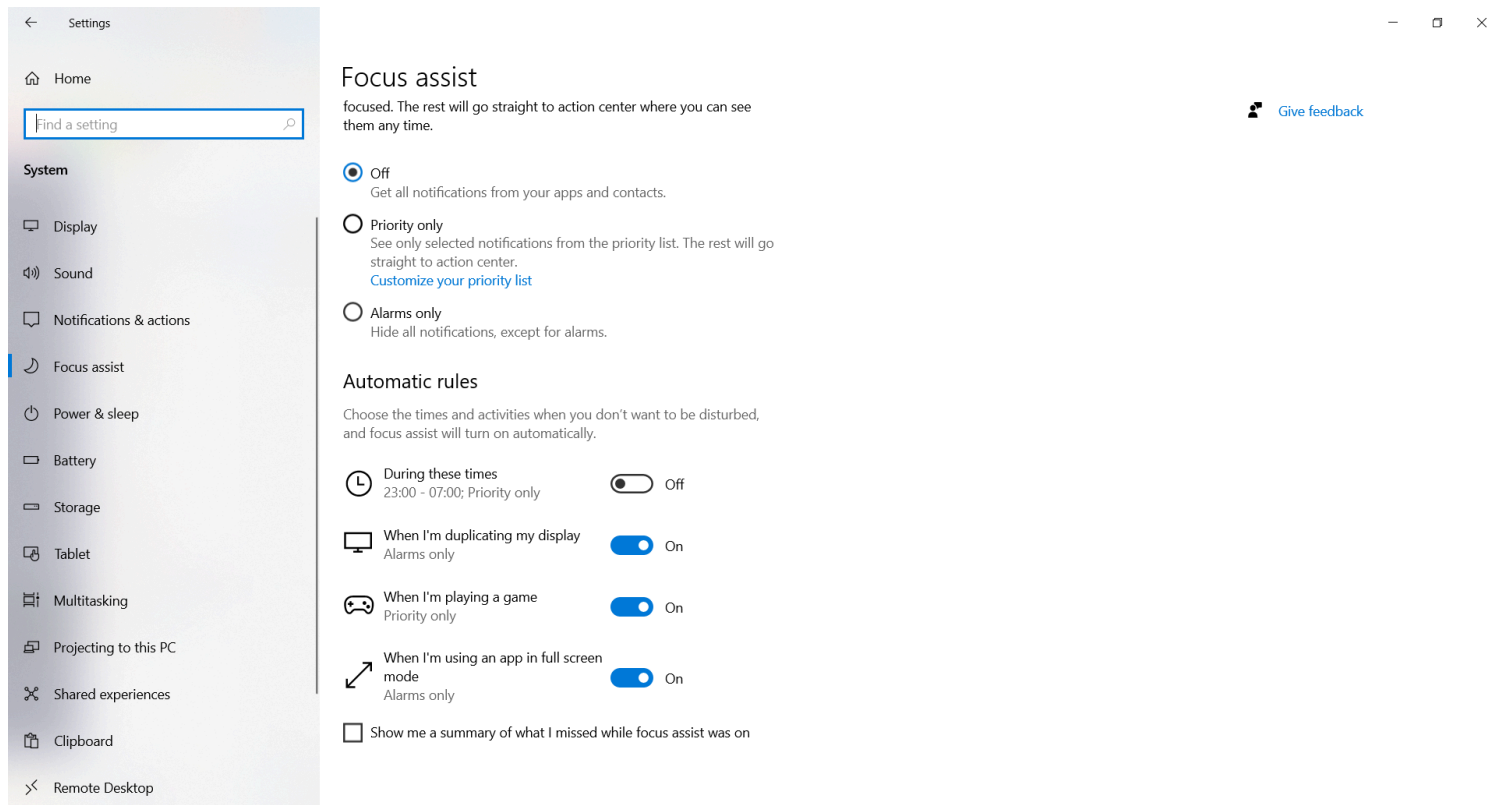 Settings
Home
Find a setting
System
Display
Sound
Notifications & actions
Focus assist
Power & sleep
Battery
Storage
Tablet
Multitasking
Projecting to this PC
Shared experiences
Clipboard
Remote Desktop
Focus assist
focused. The rest will go straight to action center where you can see
them any time.
Off
Get all notifications from your apps and contacts.
Priority only
See only selected notifications from the priority list. The rest will go
straight to action center.
Customize your priority list
Alarms only
Hide all notifications, except for alarms.
Automatic rules
Choose the times and activities when you don't want to be disturbed,
and focus assist will turn on automatically.
During these times
23:00 - 07:00; Priority only
Off
When I'm duplicating my display
Alarms only
On
When I'm playing a game
Priority only
On
When I'm using an app in full screen
mode
Alarms only
On
Show me a summary of what I missed while focus assist was on
Give feedback